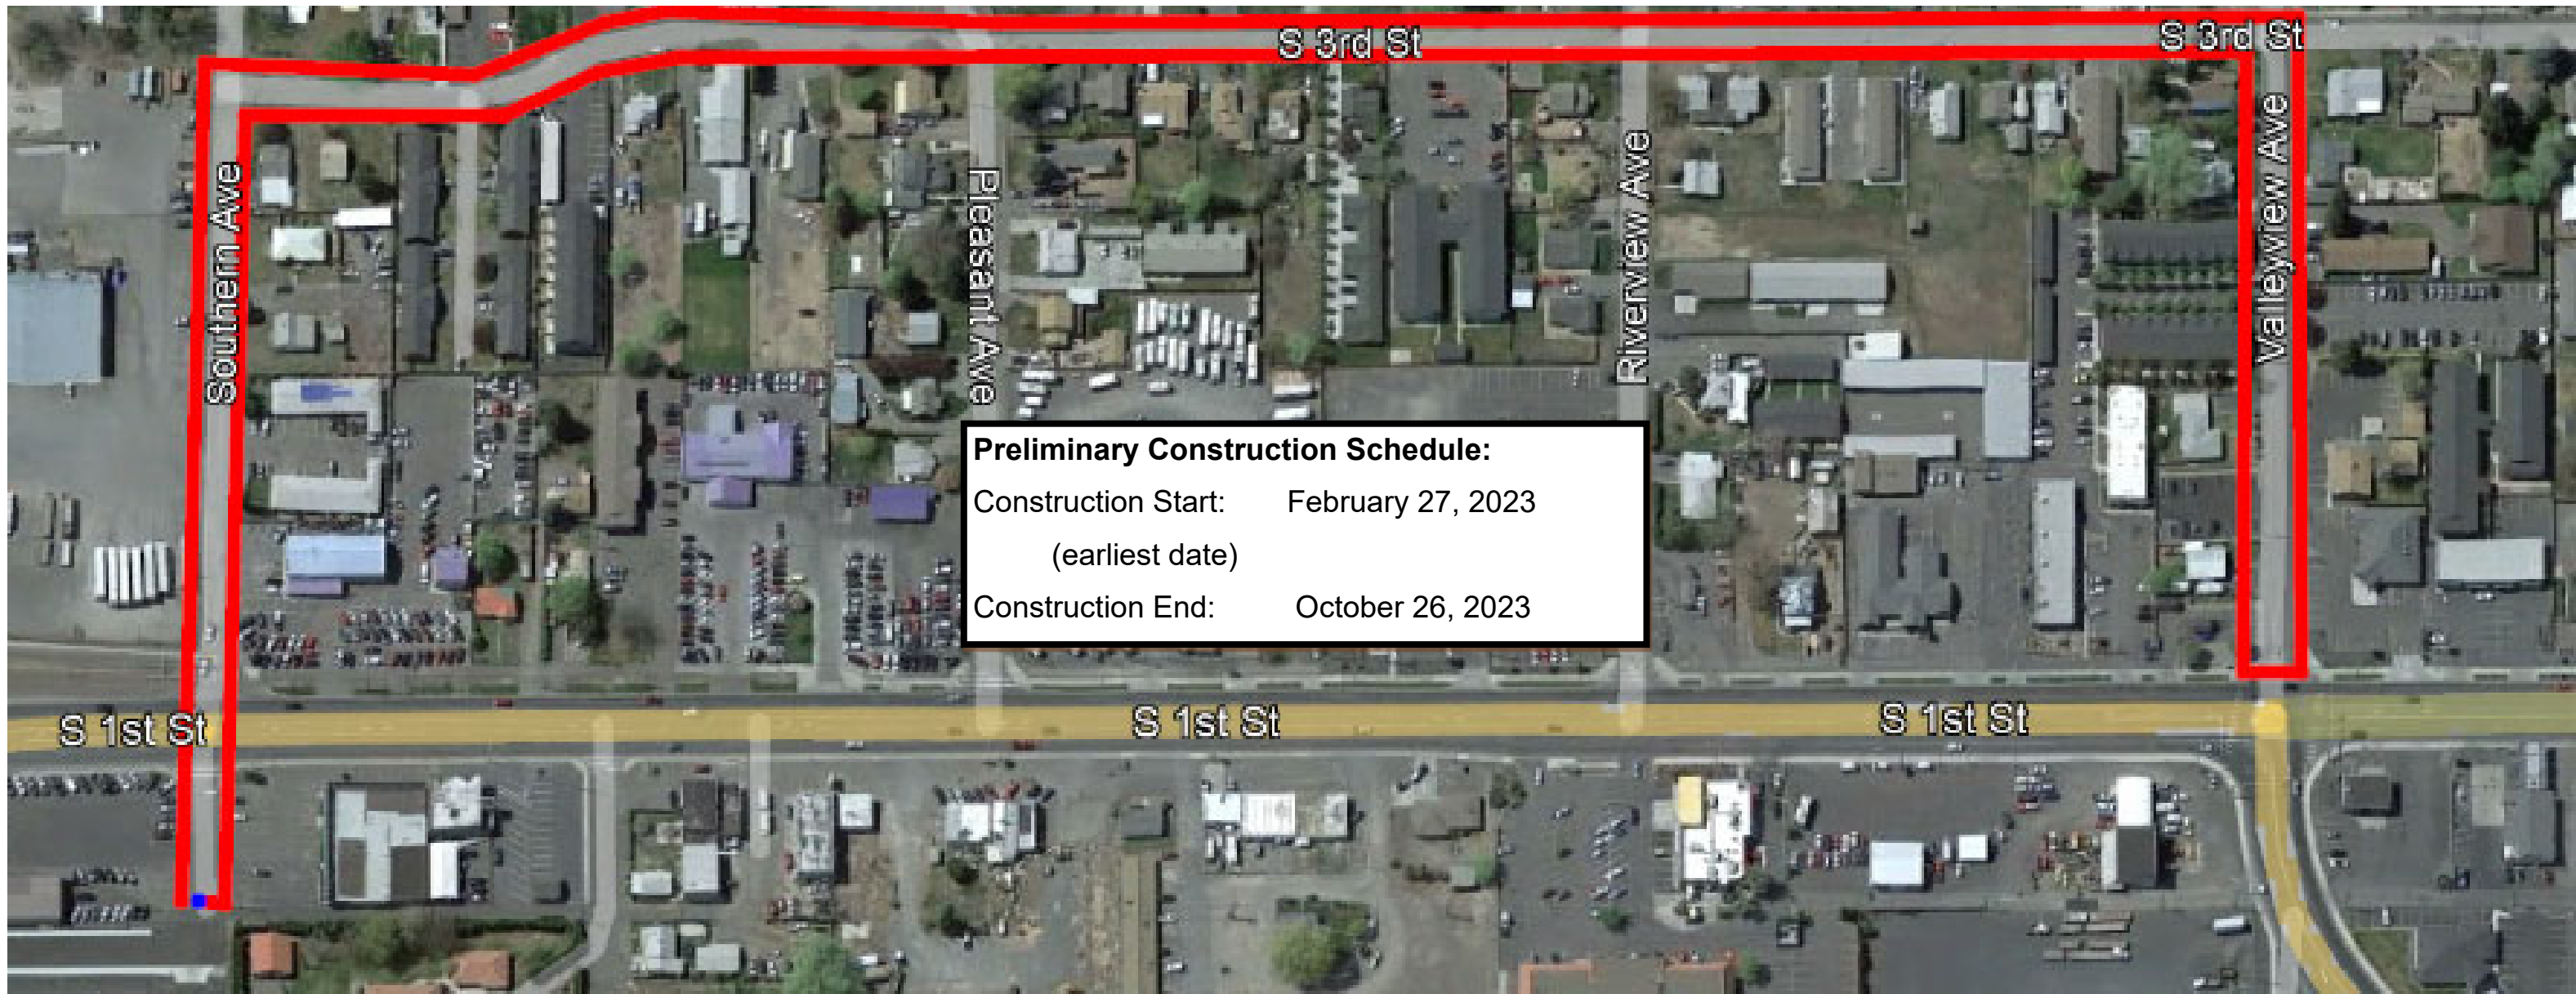 S 3rd St
S 3rd St
Southern Ave
Pleasant Ave
Riverview Ave
Valleyview Ave
Preliminary Construction Schedule:
Construction Start: February 27, 2023
(earliest date)
Construction End: October 26, 2023
S 1st St
S 1st St
S 1st St